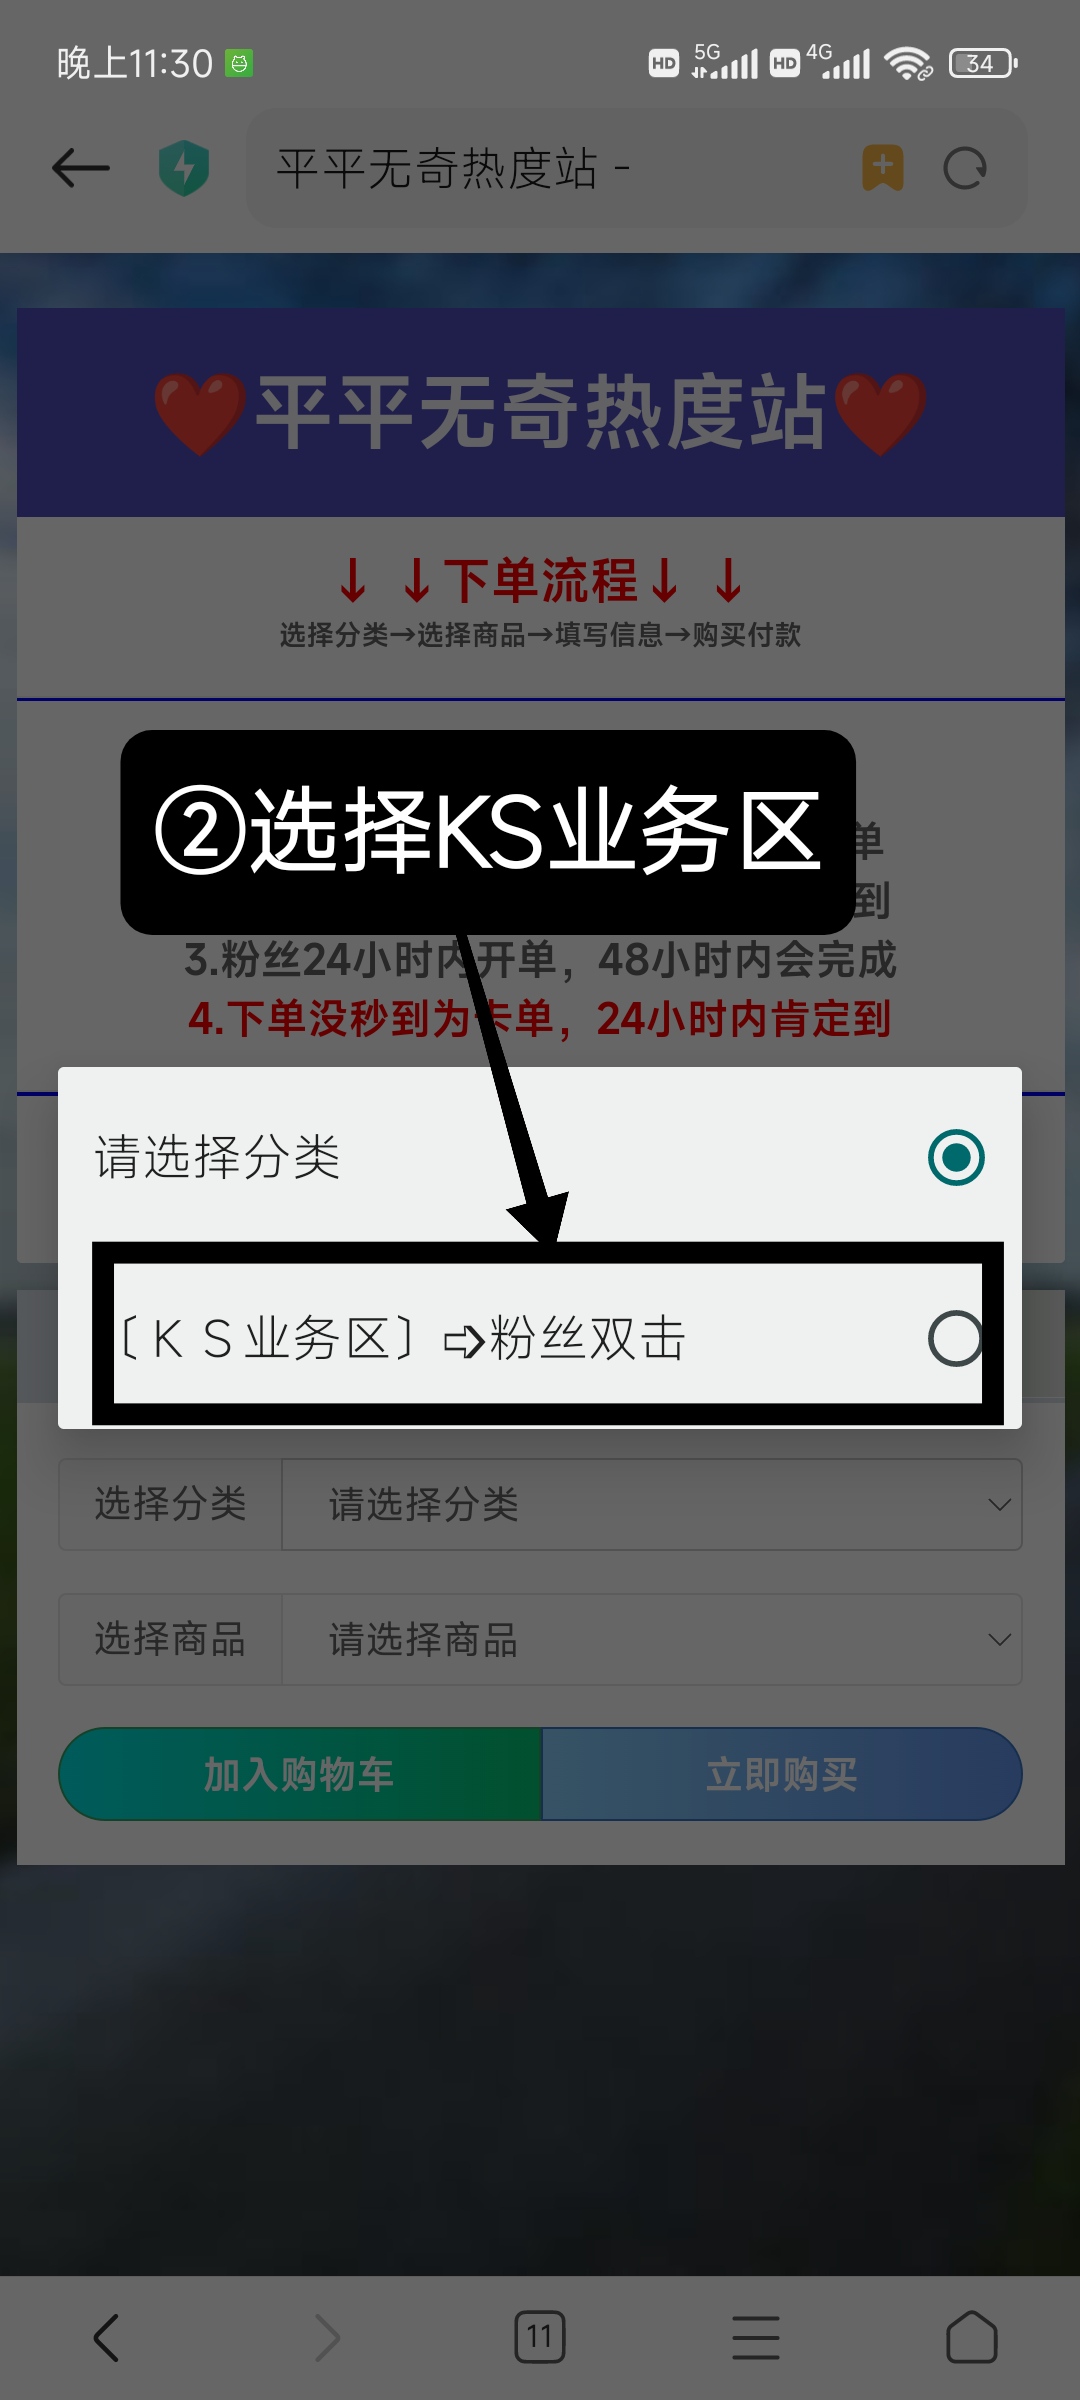 晚上11:30
HD 5G HD 4G 34
平平无奇热度站 -
❤️平平无奇热度站❤️
↓ ↓下单流程↓ ↓
选择分类→选择商品→填写信息→购买付款
②选择KS业务区
单
到
3.粉丝24小时内开单，48小时内会完成
4.下单没秒到为卡单，24小时内肯定到
请选择分类
〔ＫＳ业务区〕➩粉丝双击
选择分类 请选择分类
选择商品 请选择商品
加入购物车 立即购买
11